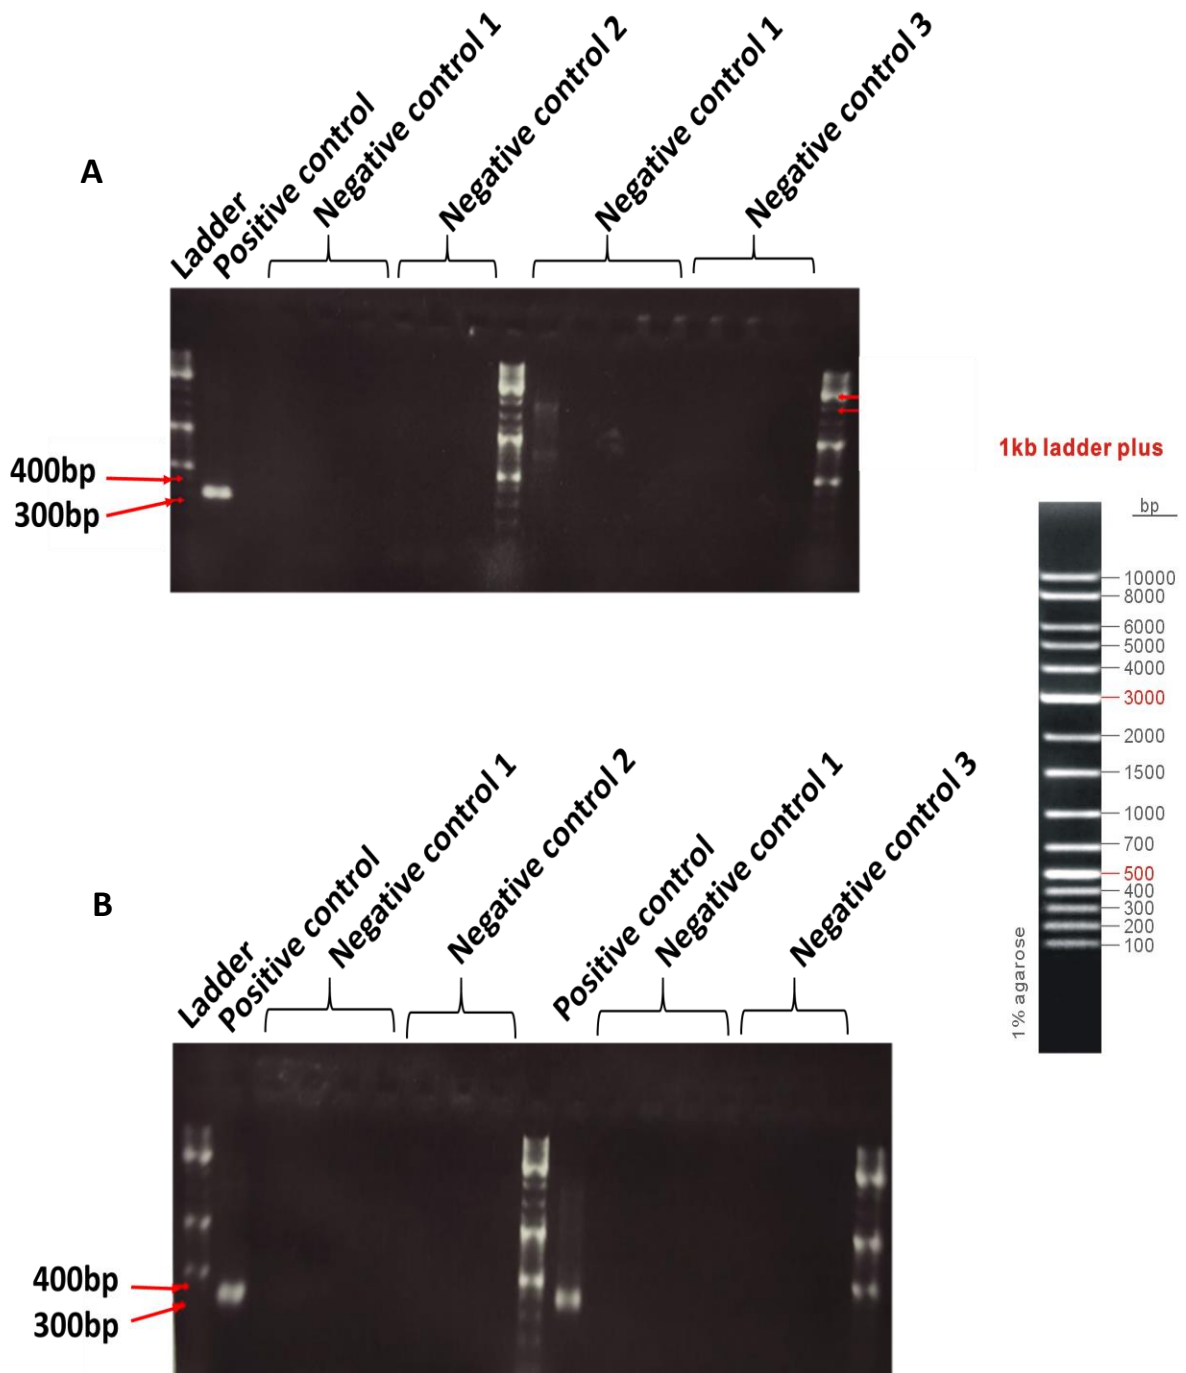 A
Ladder
Positive control
Negative control 1
Negative control 2
Negative control 1
Negative control 3
400bp
300bp
1kb ladder plus
bp
10000
8000
6000
5000
4000
3000
2000
1500
1000
700
500
400
300
200
100
1% agarose
B
Ladder
Positive control
Negative control 1
Negative control 2
Positive control
Negative control 1
Negative control 3
400bp
300bp